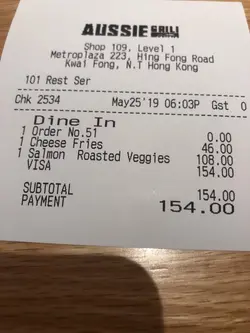 AUSSIE GRILL
Shop 109, Level 1
Metroplaza 223, Hing Fong Road
Kwai Fong, N.T Hong Kong
101 Rest Ser
Chk 2534 May25'19 06:03P Gst 0
Dine In
1 Order No.51 0.00
1 Cheese Fries 46.00
1 Salmon Roasted Veggies 108.00
VISA 154.00
SUBTOTAL 154.00
PAYMENT 154.00